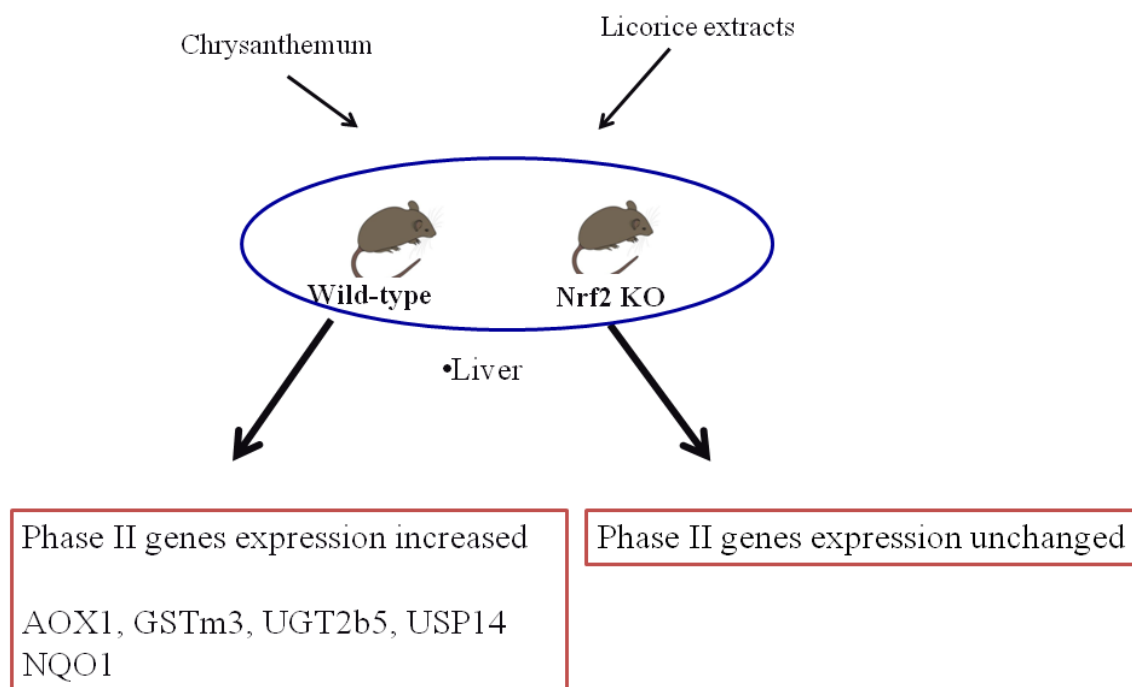 Chrysanthemum
Licorice extracts
Wild-type
Nrf2 KO
•Liver
Phase II genes expression increased
AOX1, GSTm3, UGT2b5, USP14
NQO1
Phase II genes expression unchanged